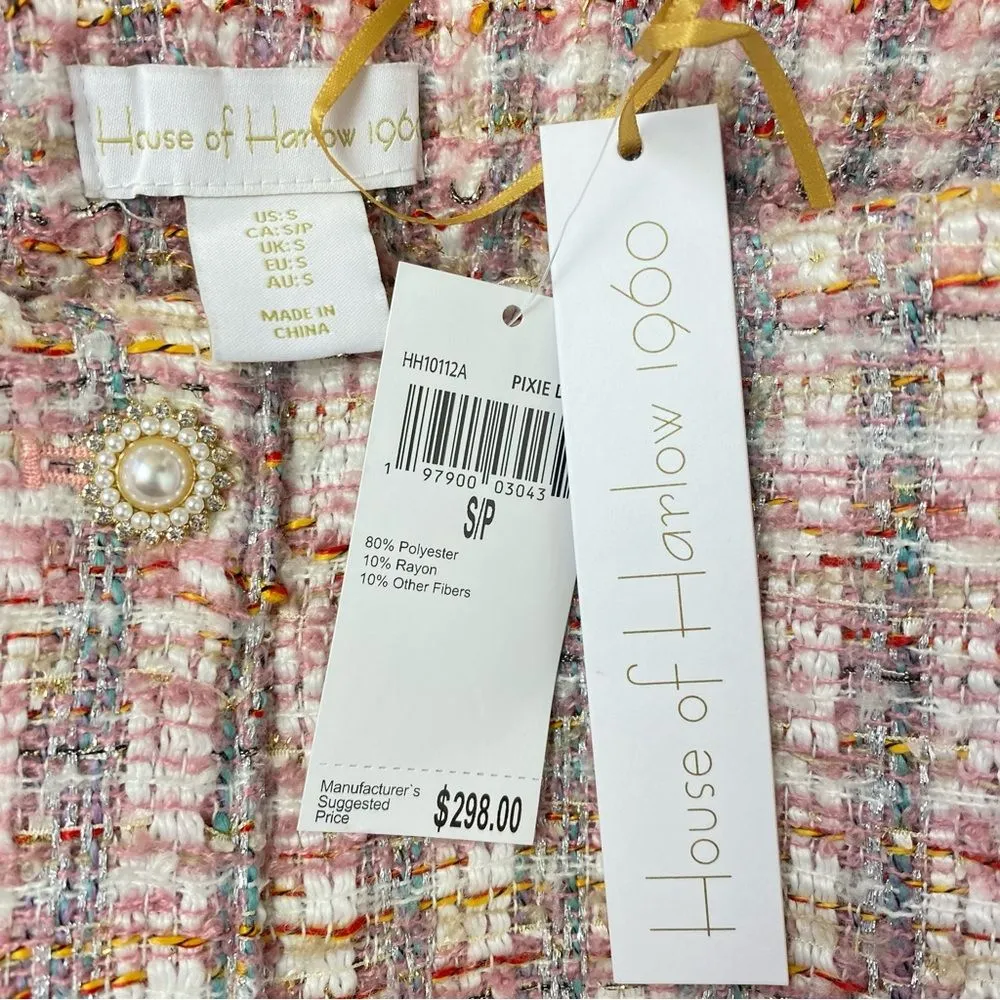 House of Harlow 196
US: S
CA: S/P
UK: S
EU: S
AU: S
MADE IN
CHINA
HH10112A PIXIE
1 97900 03043
S/P
80% Polyester
10% Rayon
10% Other Fibers
Manufacturer`s
Suggested
Price
$298.00
House of Harlow 1960